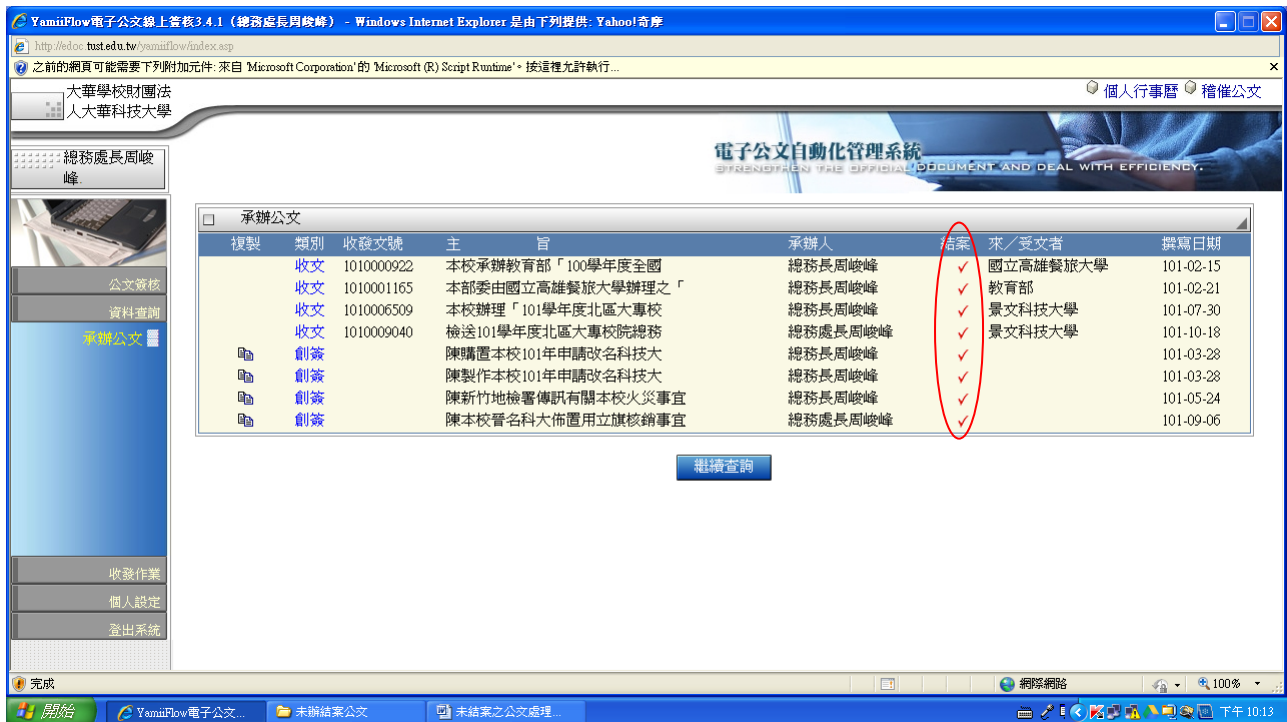 YamiiFlow電子公文線上簽核3.4.1（總務處長周峻峰） - Windows Internet Explorer 是由下列提供: Yahoo!奇摩
http://edoc.tust.edu.tw/yamiiflow/index.asp
之前的網頁可能需要下列附加元件: 來自 'Microsoft Corporation' 的 'Microsoft (R) Script Runtime'。按這裡允許執行...
大華學校財團法
人大華科技大學
個人行事曆 稽催公文
總務處長周峻
峰.
電子公文自動化管理系統
STRENGTHEN THE OFFICIAL DOCUMENT AND DEAL WITH EFFICIENCY.
公文簽核
資料查詢
承辦公文
收發作業
個人設定
登出系統
承辦公文
複製 類別 收發文號 主 旨 承辦人 結案 來／受文者 撰寫日期
收文 1010000922 本校承辦教育部「100學年度全國 總務長周峻峰 ✓ 國立高雄餐旅大學 101-02-15
收文 1010001165 本部委由國立高雄餐旅大學辦理之「 總務長周峻峰 ✓ 教育部 101-02-21
收文 1010006509 本校辦理「101學年度北區大專校 總務長周峻峰 ✓ 景文科技大學 101-07-30
收文 1010009040 檢送101學年度北區大專校院總務 總務處長周峻峰 ✓ 景文科技大學 101-10-18
創簽 陳購置本校101年申請改名科技大 總務長周峻峰 ✓ 101-03-28
創簽 陳製作本校101年申請改名科技大 總務長周峻峰 ✓ 101-03-28
創簽 陳新竹地檢署傳訊有關本校火災事宜 總務長周峻峰 ✓ 101-05-24
創簽 陳本校晉名科大佈置用立旗核銷事宜 總務處長周峻峰 ✓ 101-09-06
繼續查詢
完成 網際網路 100%
開始 YamiiFlow電子公文... 未辦結案公文 未結案之公文處理... 下午 10:13